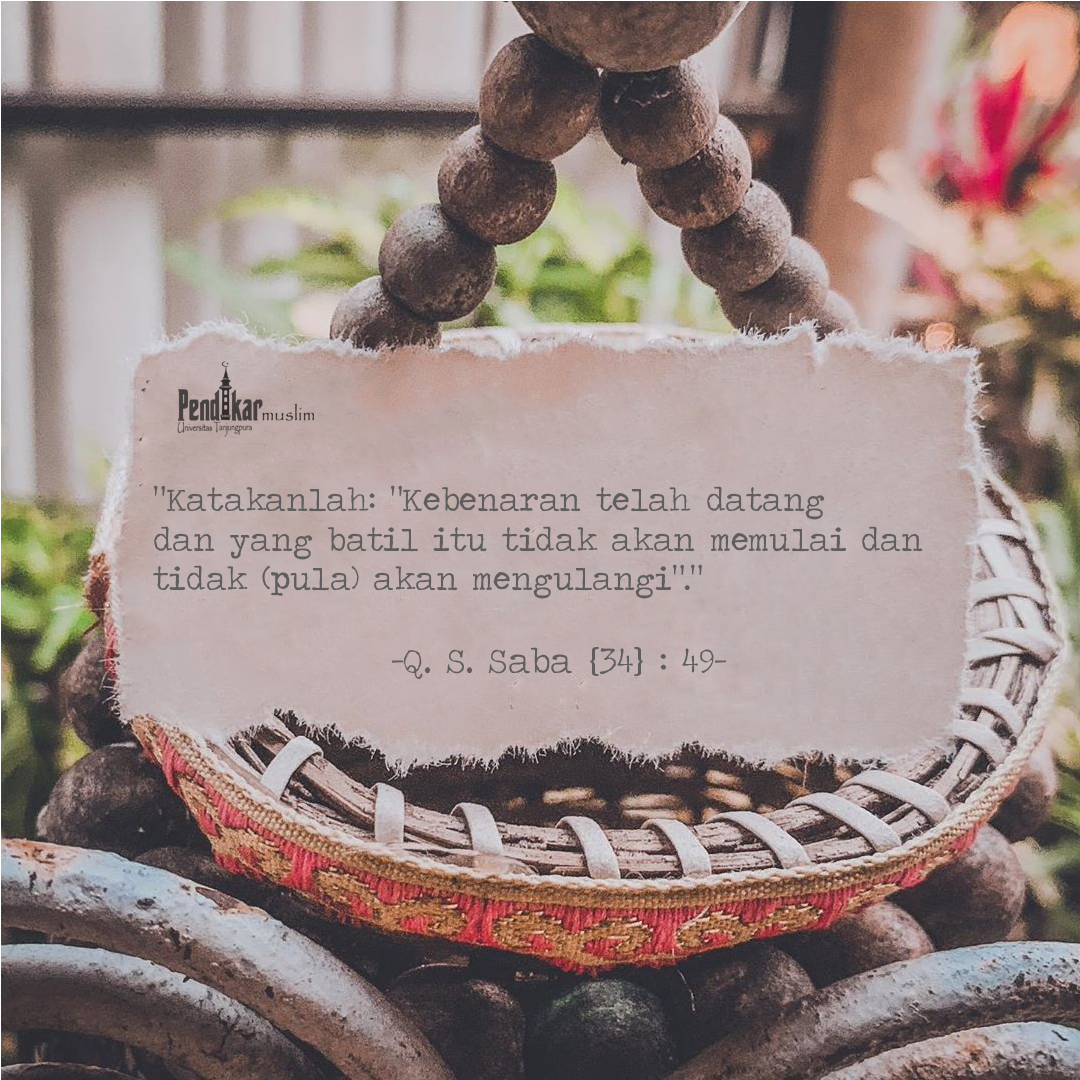 Pendikar muslim
Universitas Tanjungpura
"Katakanlah: "Kebenaran telah datang
dan yang batil itu tidak akan memulai dan
tidak (pula) akan mengulangi"."
-Q. S. Saba {34} : 49-